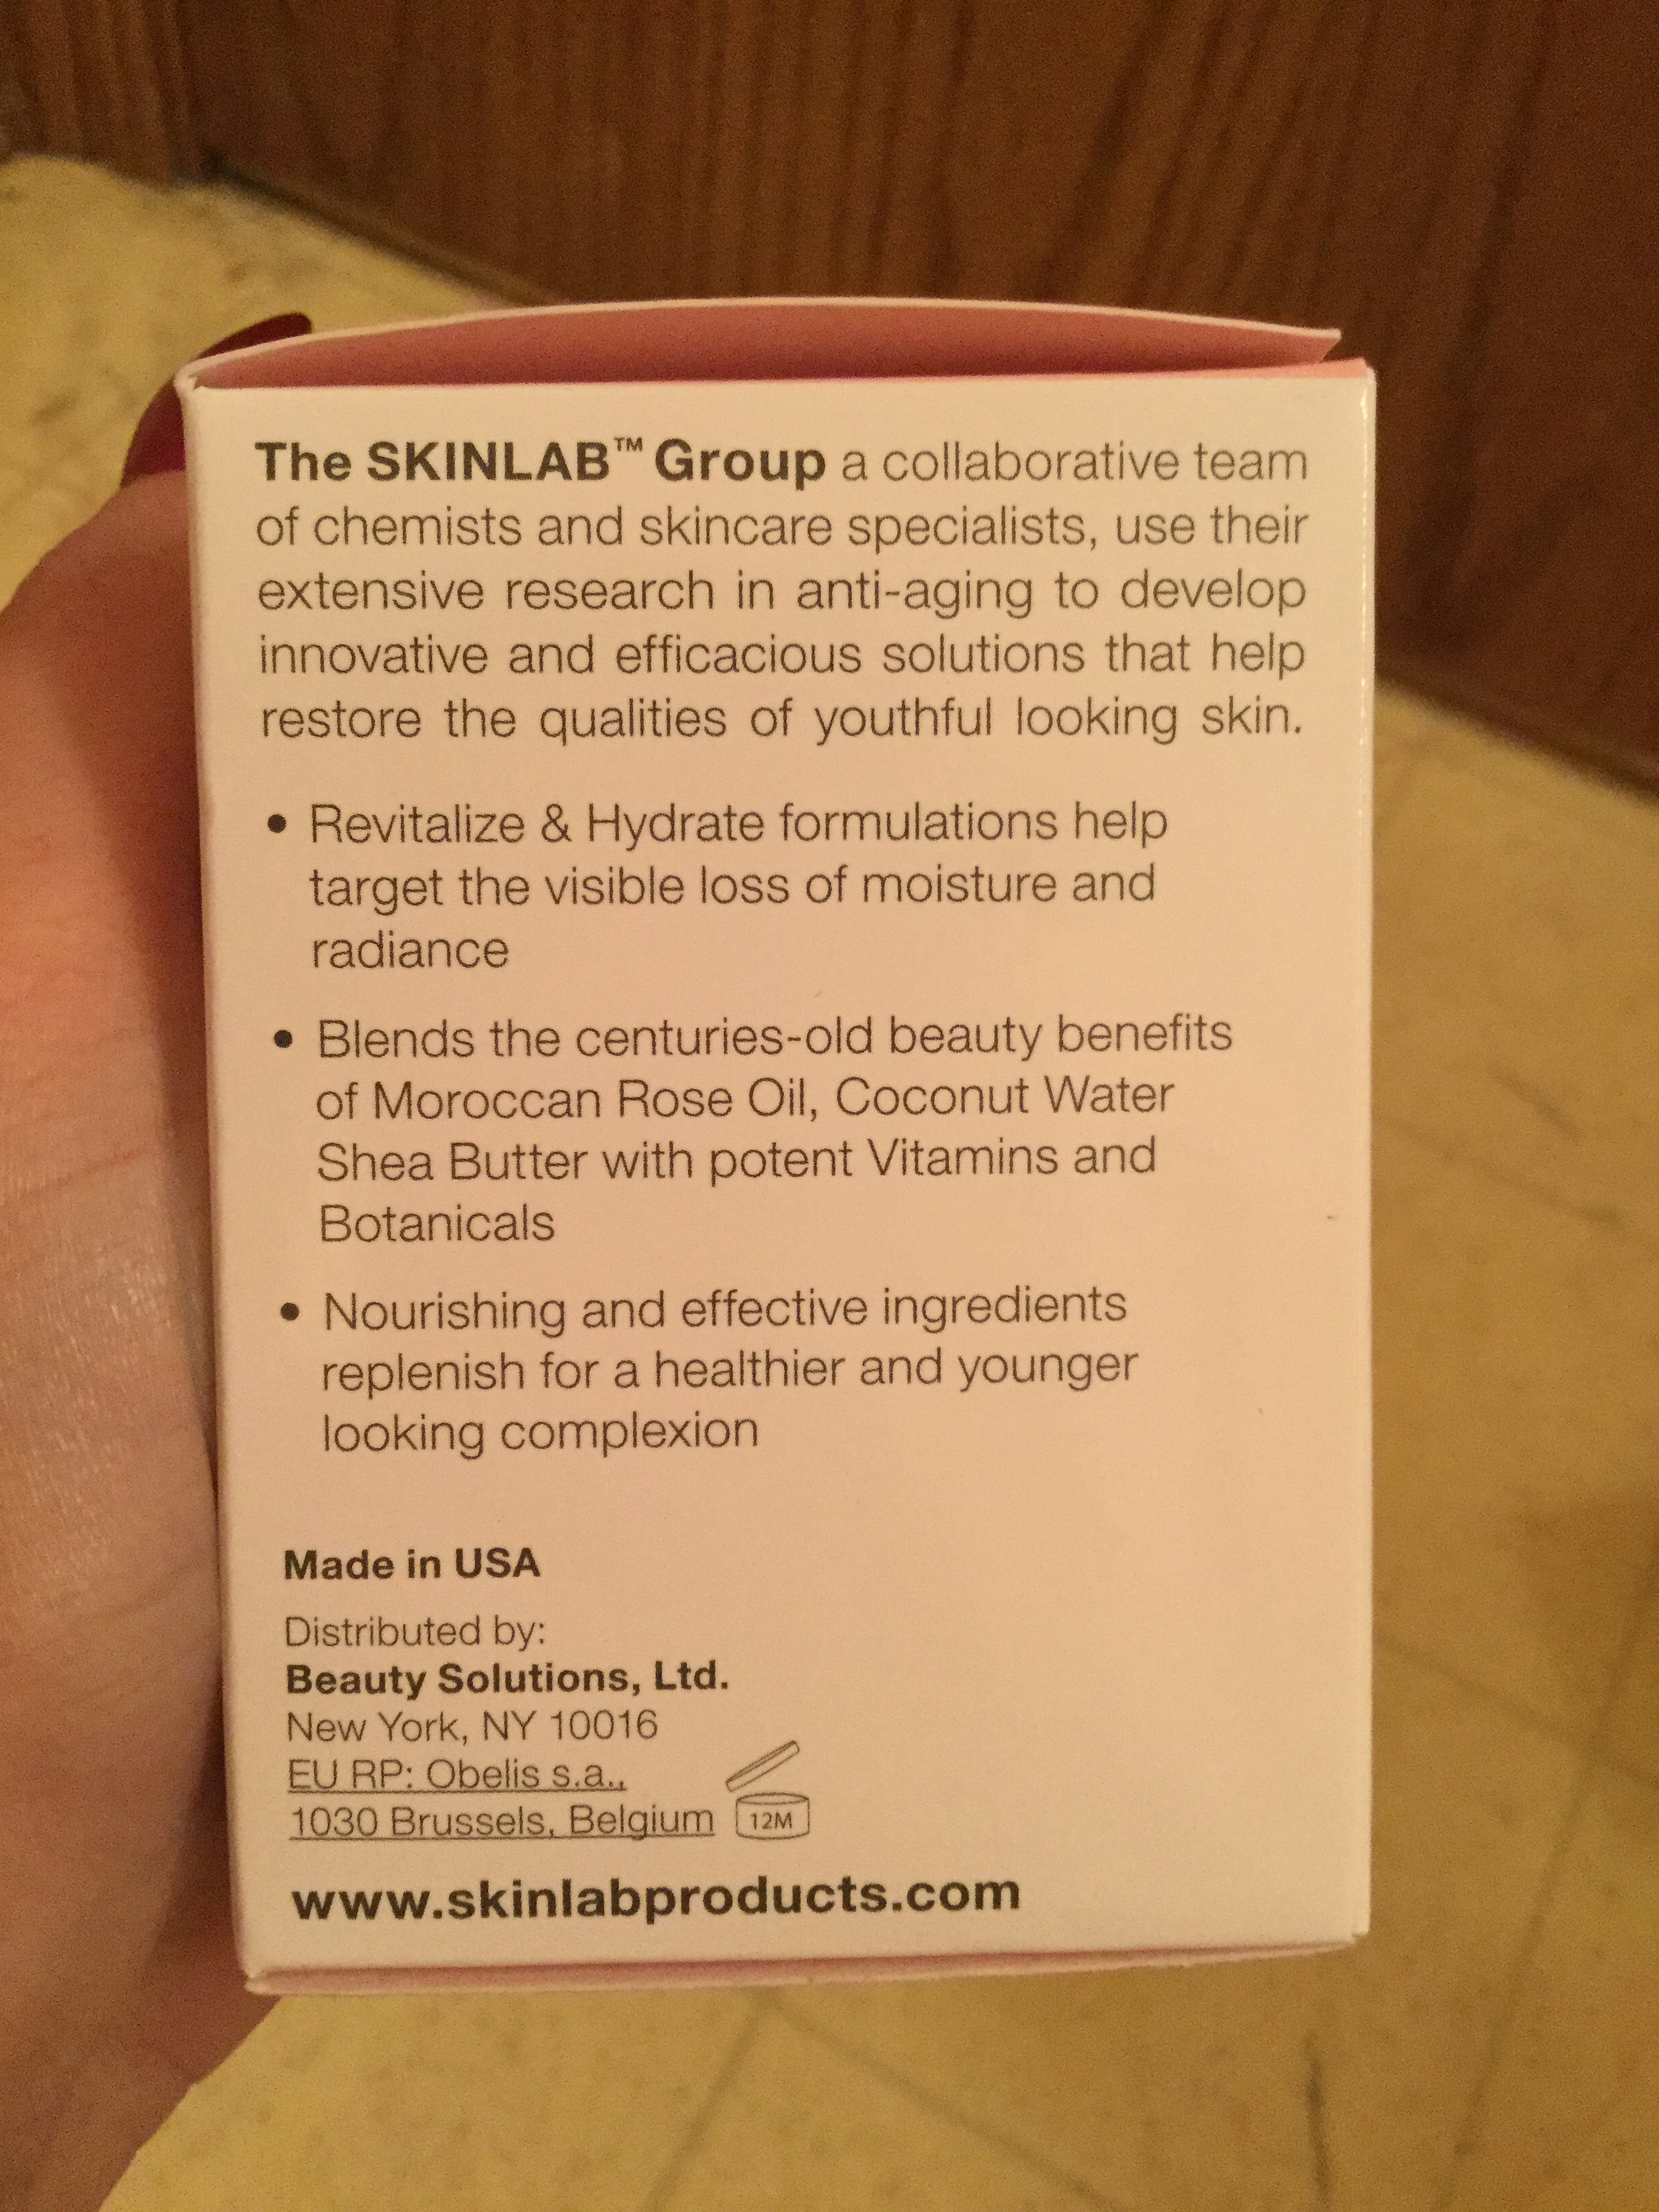 The SKINLAB™ Group a collaborative team
of chemists and skincare specialists, use their
extensive research in anti-aging to develop
innovative and efficacious solutions that help
restore the qualities of youthful looking skin.
• Revitalize & Hydrate formulations help
target the visible loss of moisture and
radiance
• Blends the centuries-old beauty benefits
of Moroccan Rose Oil, Coconut Water
Shea Butter with potent Vitamins and
Botanicals
• Nourishing and effective ingredients
replenish for a healthier and younger
looking complexion
Made in USA
Distributed by:
Beauty Solutions, Ltd.
New York, NY 10016
EU RP: Obelis s.a.,
1030 Brussels, Belgium
12M
www.skinlabproducts.com